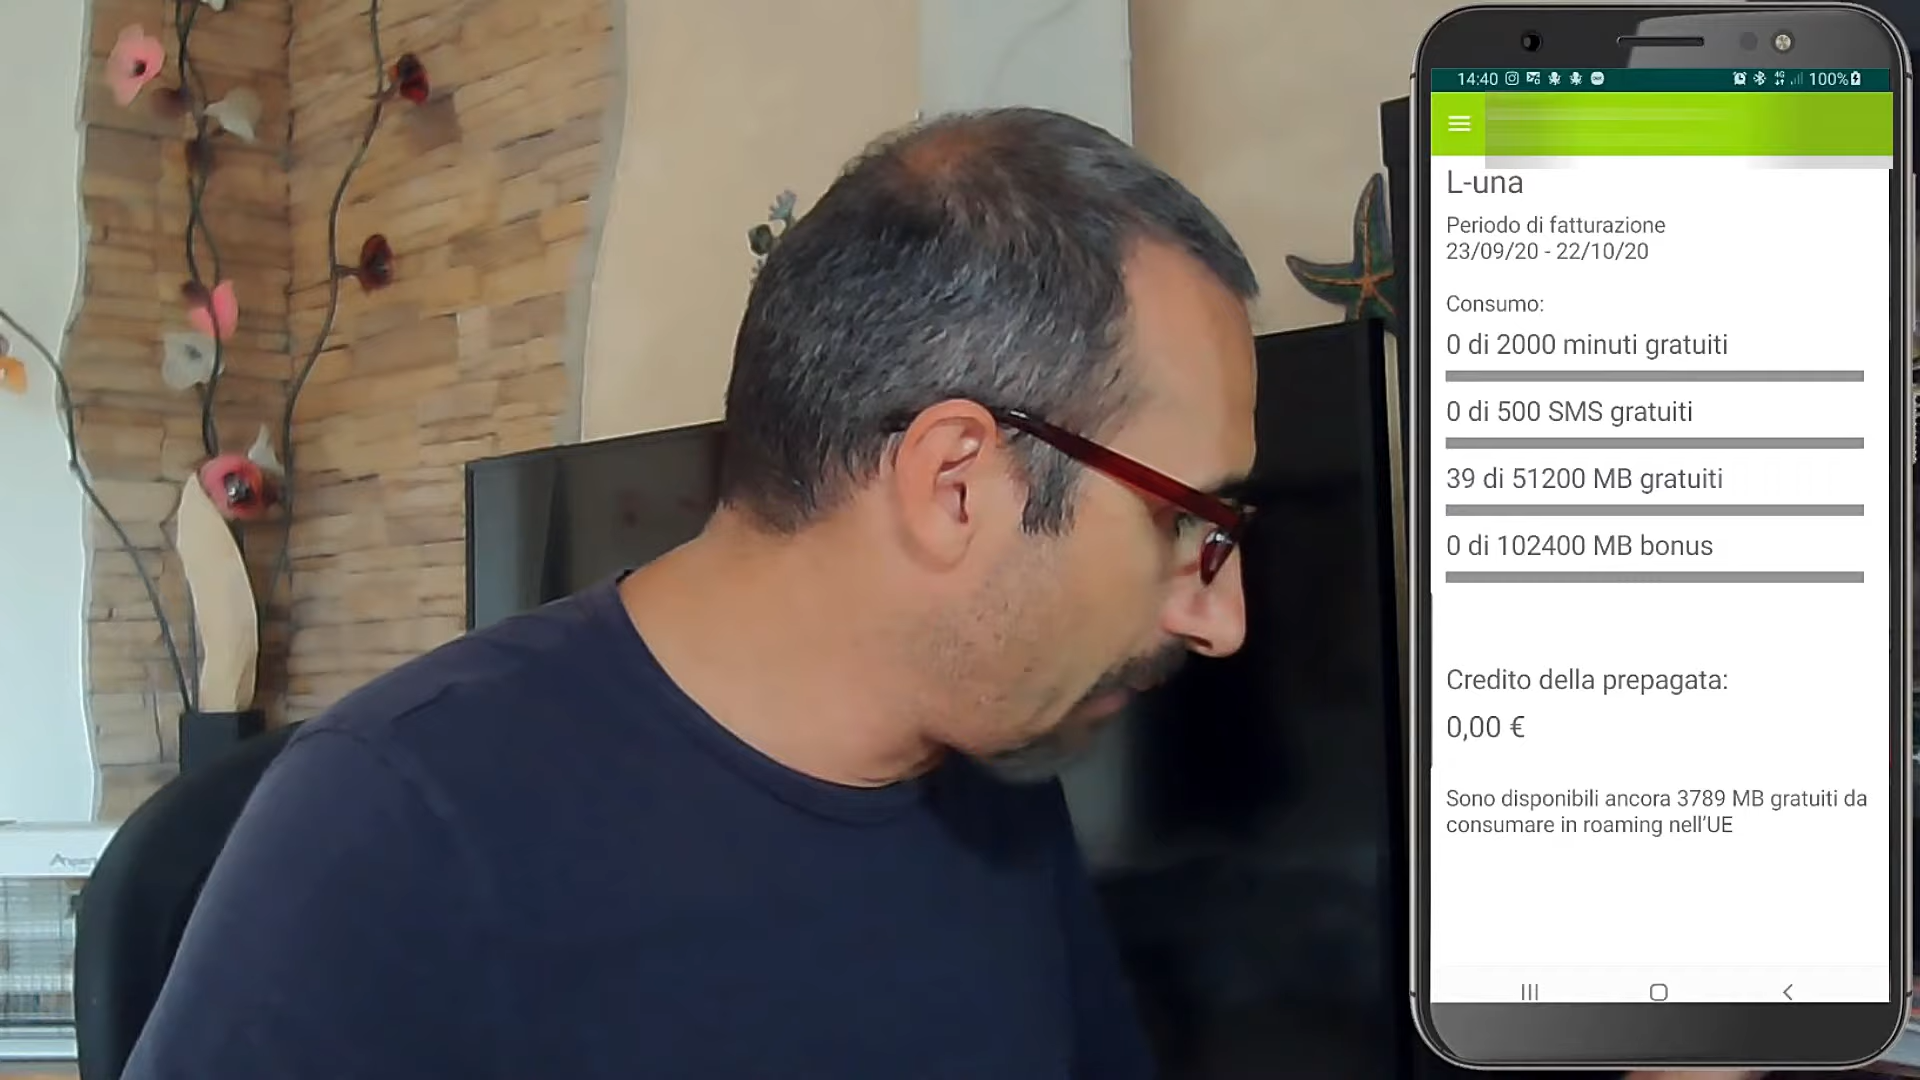 14:40
100%
L-una
Periodo di fatturazione
23/09/20 - 22/10/20
Consumo:
0 di 2000 minuti gratuiti
0 di 500 SMS gratuiti
39 di 51200 MB gratuiti
0 di 102400 MB bonus
Credito della prepagata:
0,00 €
Sono disponibili ancora 3789 MB gratuiti da
consumare in roaming nell'UE